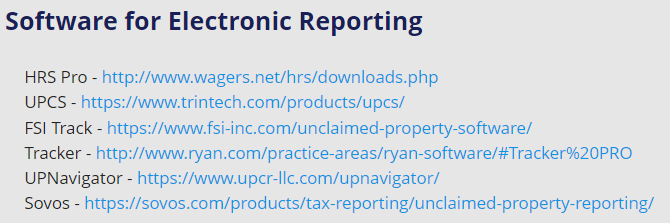 Software for Electronic Reporting
HRS Pro - http://www.wagers.net/hrs/downloads.php
UPCS - https://www.trintech.com/products/upcs/
FSI Track - https://www.fsi-inc.com/unclaimed-property-software/
Tracker - http://www.ryan.com/practice-areas/ryan-software/#Tracker%20PRO
UPNavigator - https://www.upcr-llc.com/upnavigator/
Sovos - https://sovos.com/products/tax-reporting/unclaimed-property-reporting/